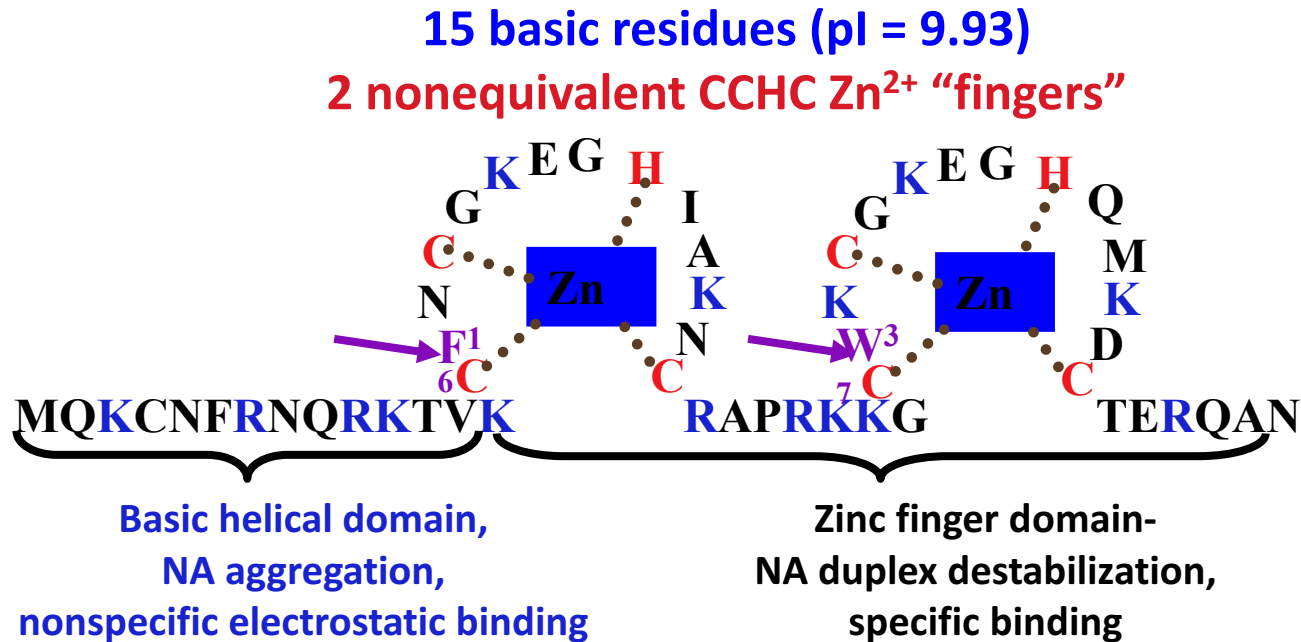 15 basic residues (pI = 9.93)
2 nonequivalent CCHC Zn²⁺ “fingers”
K E G H
G I
C A
N Zn K
F¹ N
₆C C
K E G H
G Q
C M
K Zn K
W³ D
₇C C
MQKCNFRNQRKTVK RAPRKKG TERQAN
Basic helical domain,
NA aggregation,
nonspecific electrostatic binding
Zinc finger domain-
NA duplex destabilization,
specific binding